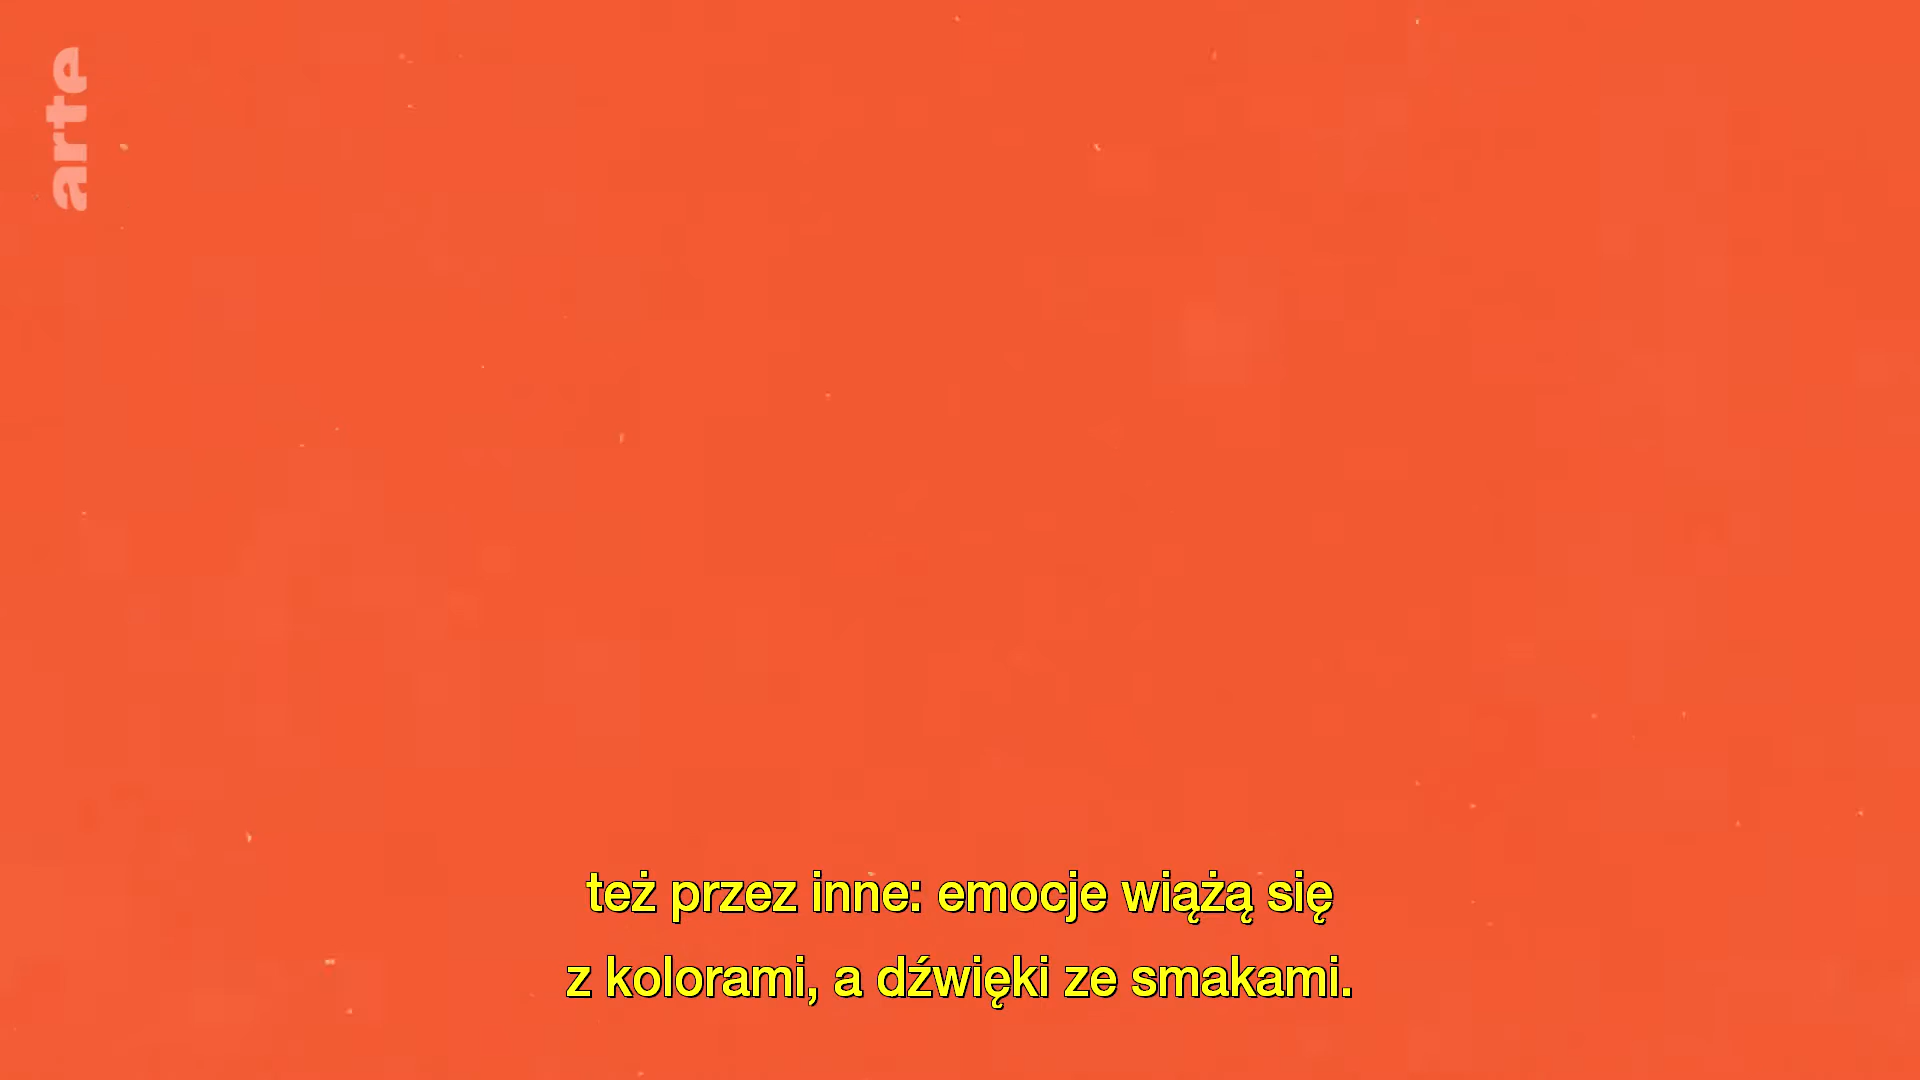 arte
też przez inne: emocje wiążą się
z kolorami, a dźwięki ze smakami.